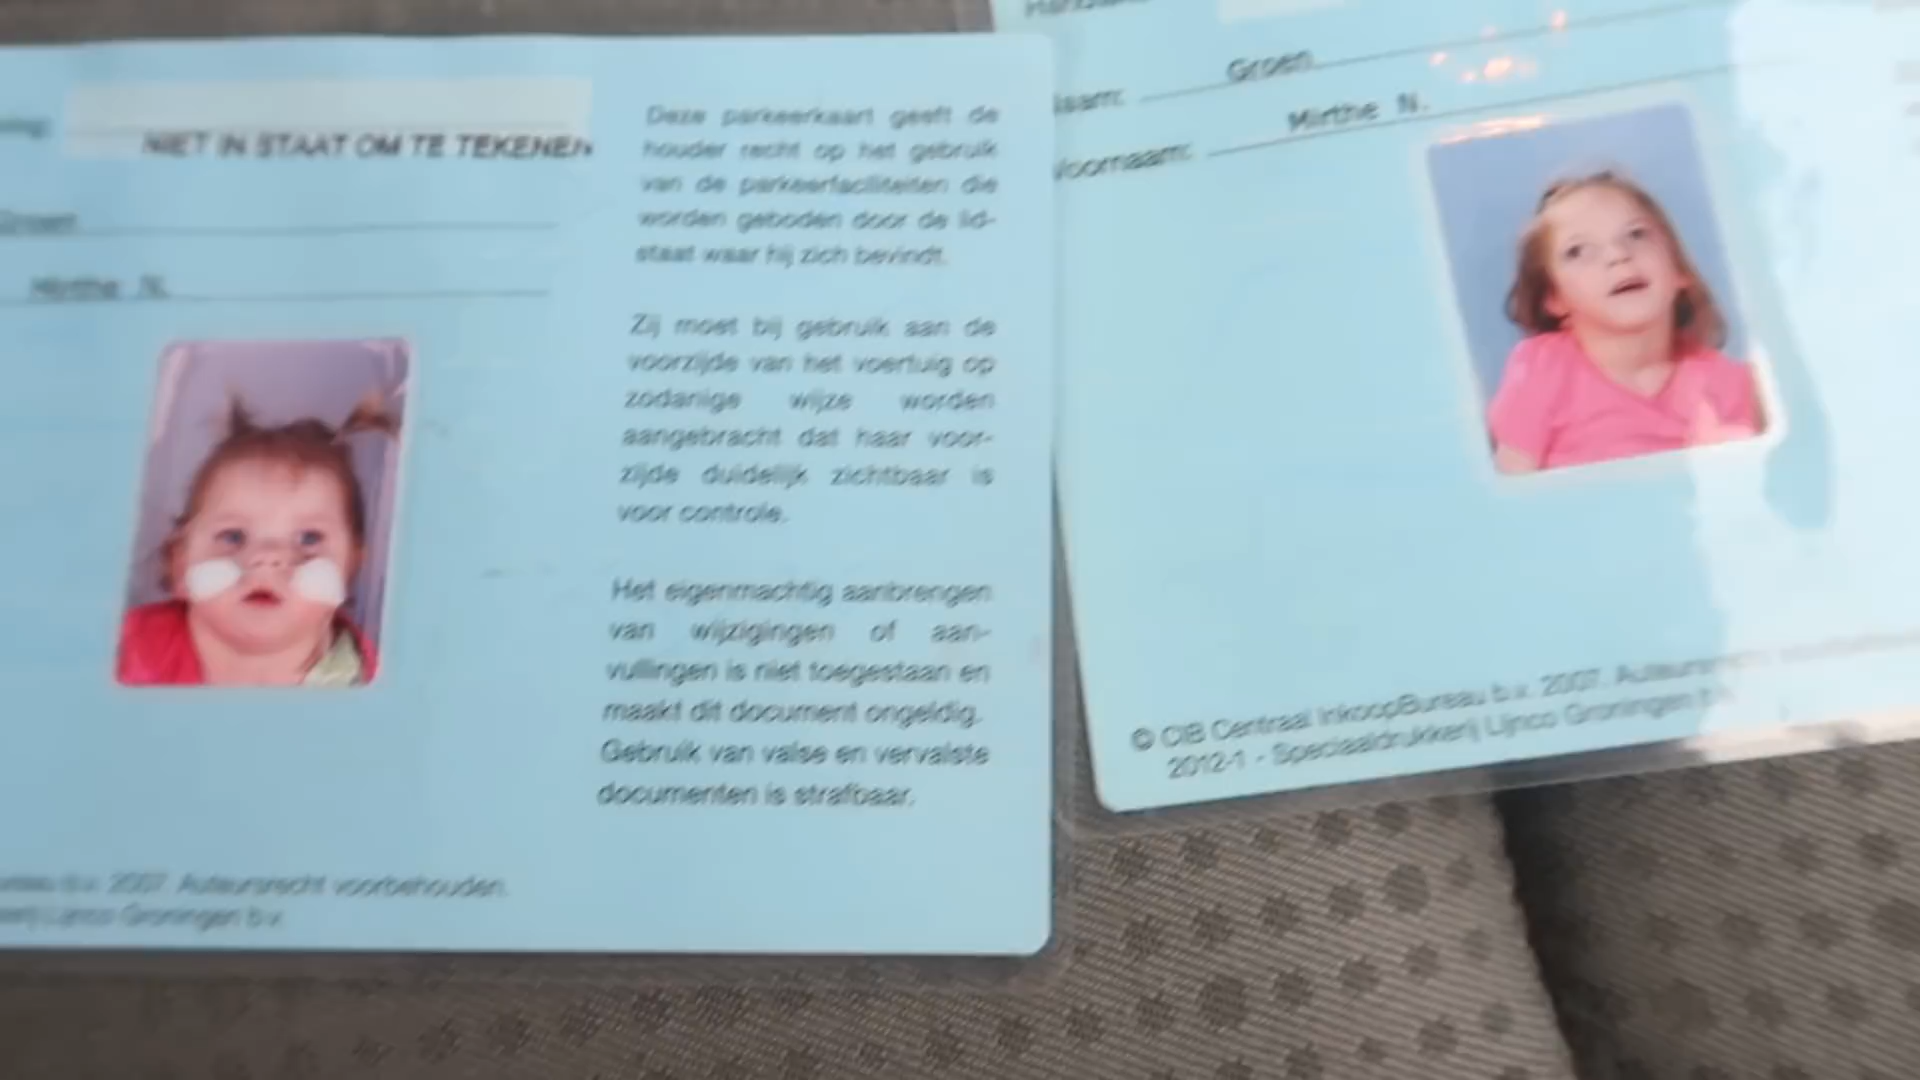 NIET IN STAAT OM TE TEKENEN
Groen
Mirthe N.
Deze parkeerkaart geeft de
houder recht op het gebruik
van de parkeerfaciliteiten die
worden geboden door de lid-
staat waar hij zich bevindt.
Zij moet bij gebruik aan de
voorzijde van het voertuig op
zodanige wijze worden
aangebracht dat haar voor-
zijde duidelijk zichtbaar is
voor controle.
Het eigenmachtig aanbrengen
van wijzigingen of aan-
vullingen is niet toegestaan en
maakt dit document ongeldig.
Gebruik van valse en vervalste
documenten is strafbaar.
b.v. 2007. Auteursrecht voorbehouden.
Lijnco Groningen b.v.
Groen
Voornaam: Mirthe N.
© CIB Centraal InkoopBureau b.v. 2007. Auteursrecht voorbehouden
2012-1 - Speciaaldrukkerij Lijnco Groningen b.v.